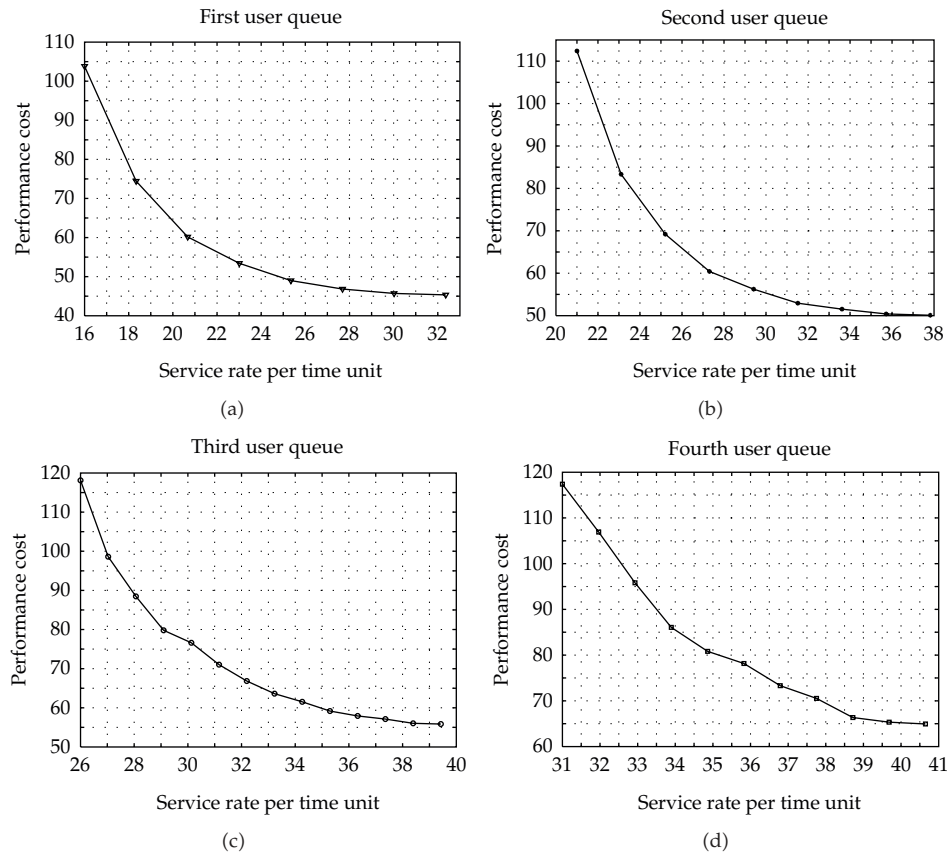 First user queue
110
100
90
80
70
60
50
40
16 18 20 22 24 26 28 30 32
Performance cost
Service rate per time unit
(a)
Second user queue
110
100
90
80
70
60
50
20 22 24 26 28 30 32 34 36 38
Performance cost
Service rate per time unit
(b)
Third user queue
120
110
100
90
80
70
60
50
26 28 30 32 34 36 38 40
Performance cost
Service rate per time unit
(c)
Fourth user queue
120
110
100
90
80
70
60
31 32 33 34 35 36 37 38 39 40 41
Performance cost
Service rate per time unit
(d)